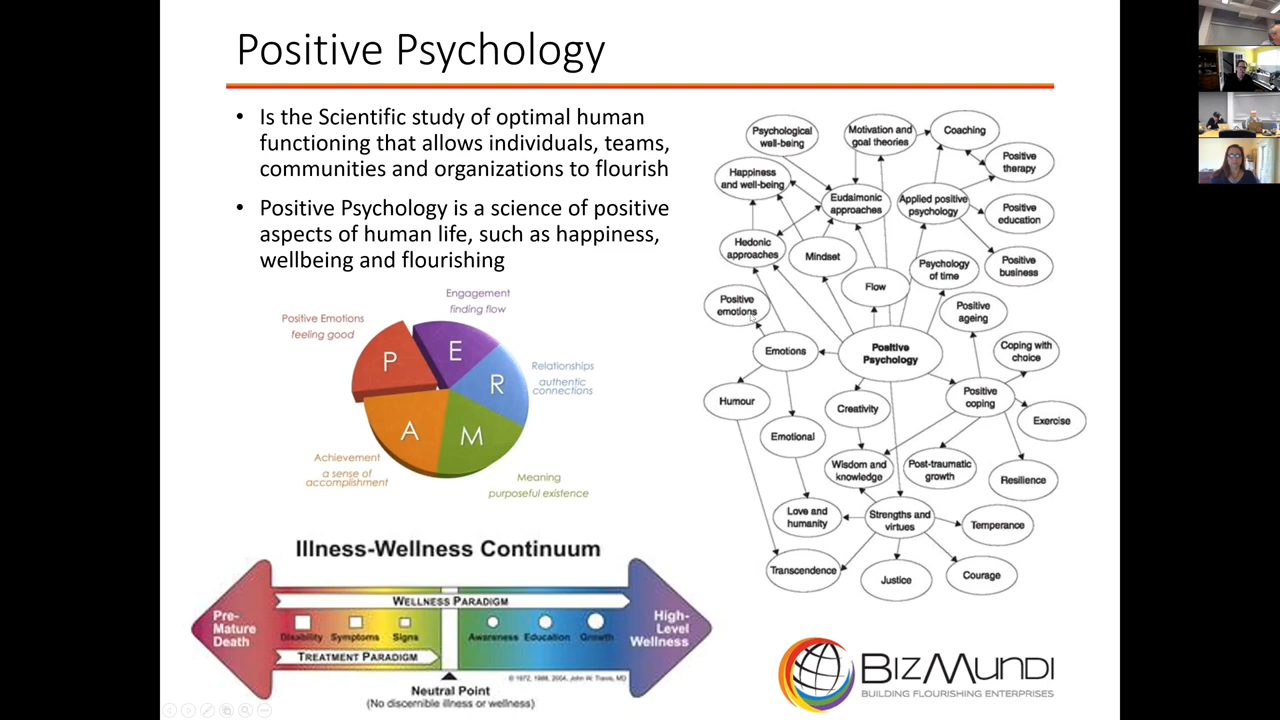 Positive Psychology
• Is the Scientific study of optimal human
functioning that allows individuals, teams,
communities and organizations to flourish
• Positive Psychology is a science of positive
aspects of human life, such as happiness,
wellbeing and flourishing
Engagement
finding flow
Positive Emotions
feeling good
P
E
R
Relationships
authentic
connections
A
M
Achievement
a sense of
accomplishment
Meaning
purposeful existence
Psychological
well-being
Motivation and
goal theories
Coaching
Positive
therapy
Happiness
and well-being
Eudaimonic
approaches
Applied positive
psychology
Positive
education
Hedonic
approaches
Mindset
Psychology
of time
Positive
business
Flow
Positive
emotions
Positive
ageing
Emotions
Positive
Psychology
Coping with
choice
Humour
Creativity
Positive
coping
Exercise
Emotional
Wisdom and
knowledge
Post-traumatic
growth
Resilience
Love and
humanity
Strengths and
virtues
Temperance
Transcendence
Justice
Courage
Illness-Wellness Continuum
WELLNESS PARADIGM
Pre-
Mature
Death
Disability
Symptoms
Signs
Awareness
Education
Growth
High-
Level
Wellness
TREATMENT PARADIGM
© 1972, 1988, 2004, John W. Travis, MD
Neutral Point
(No discernible illness or wellness)
BIZMUNDI
BUILDING FLOURISHING ENTERPRISES